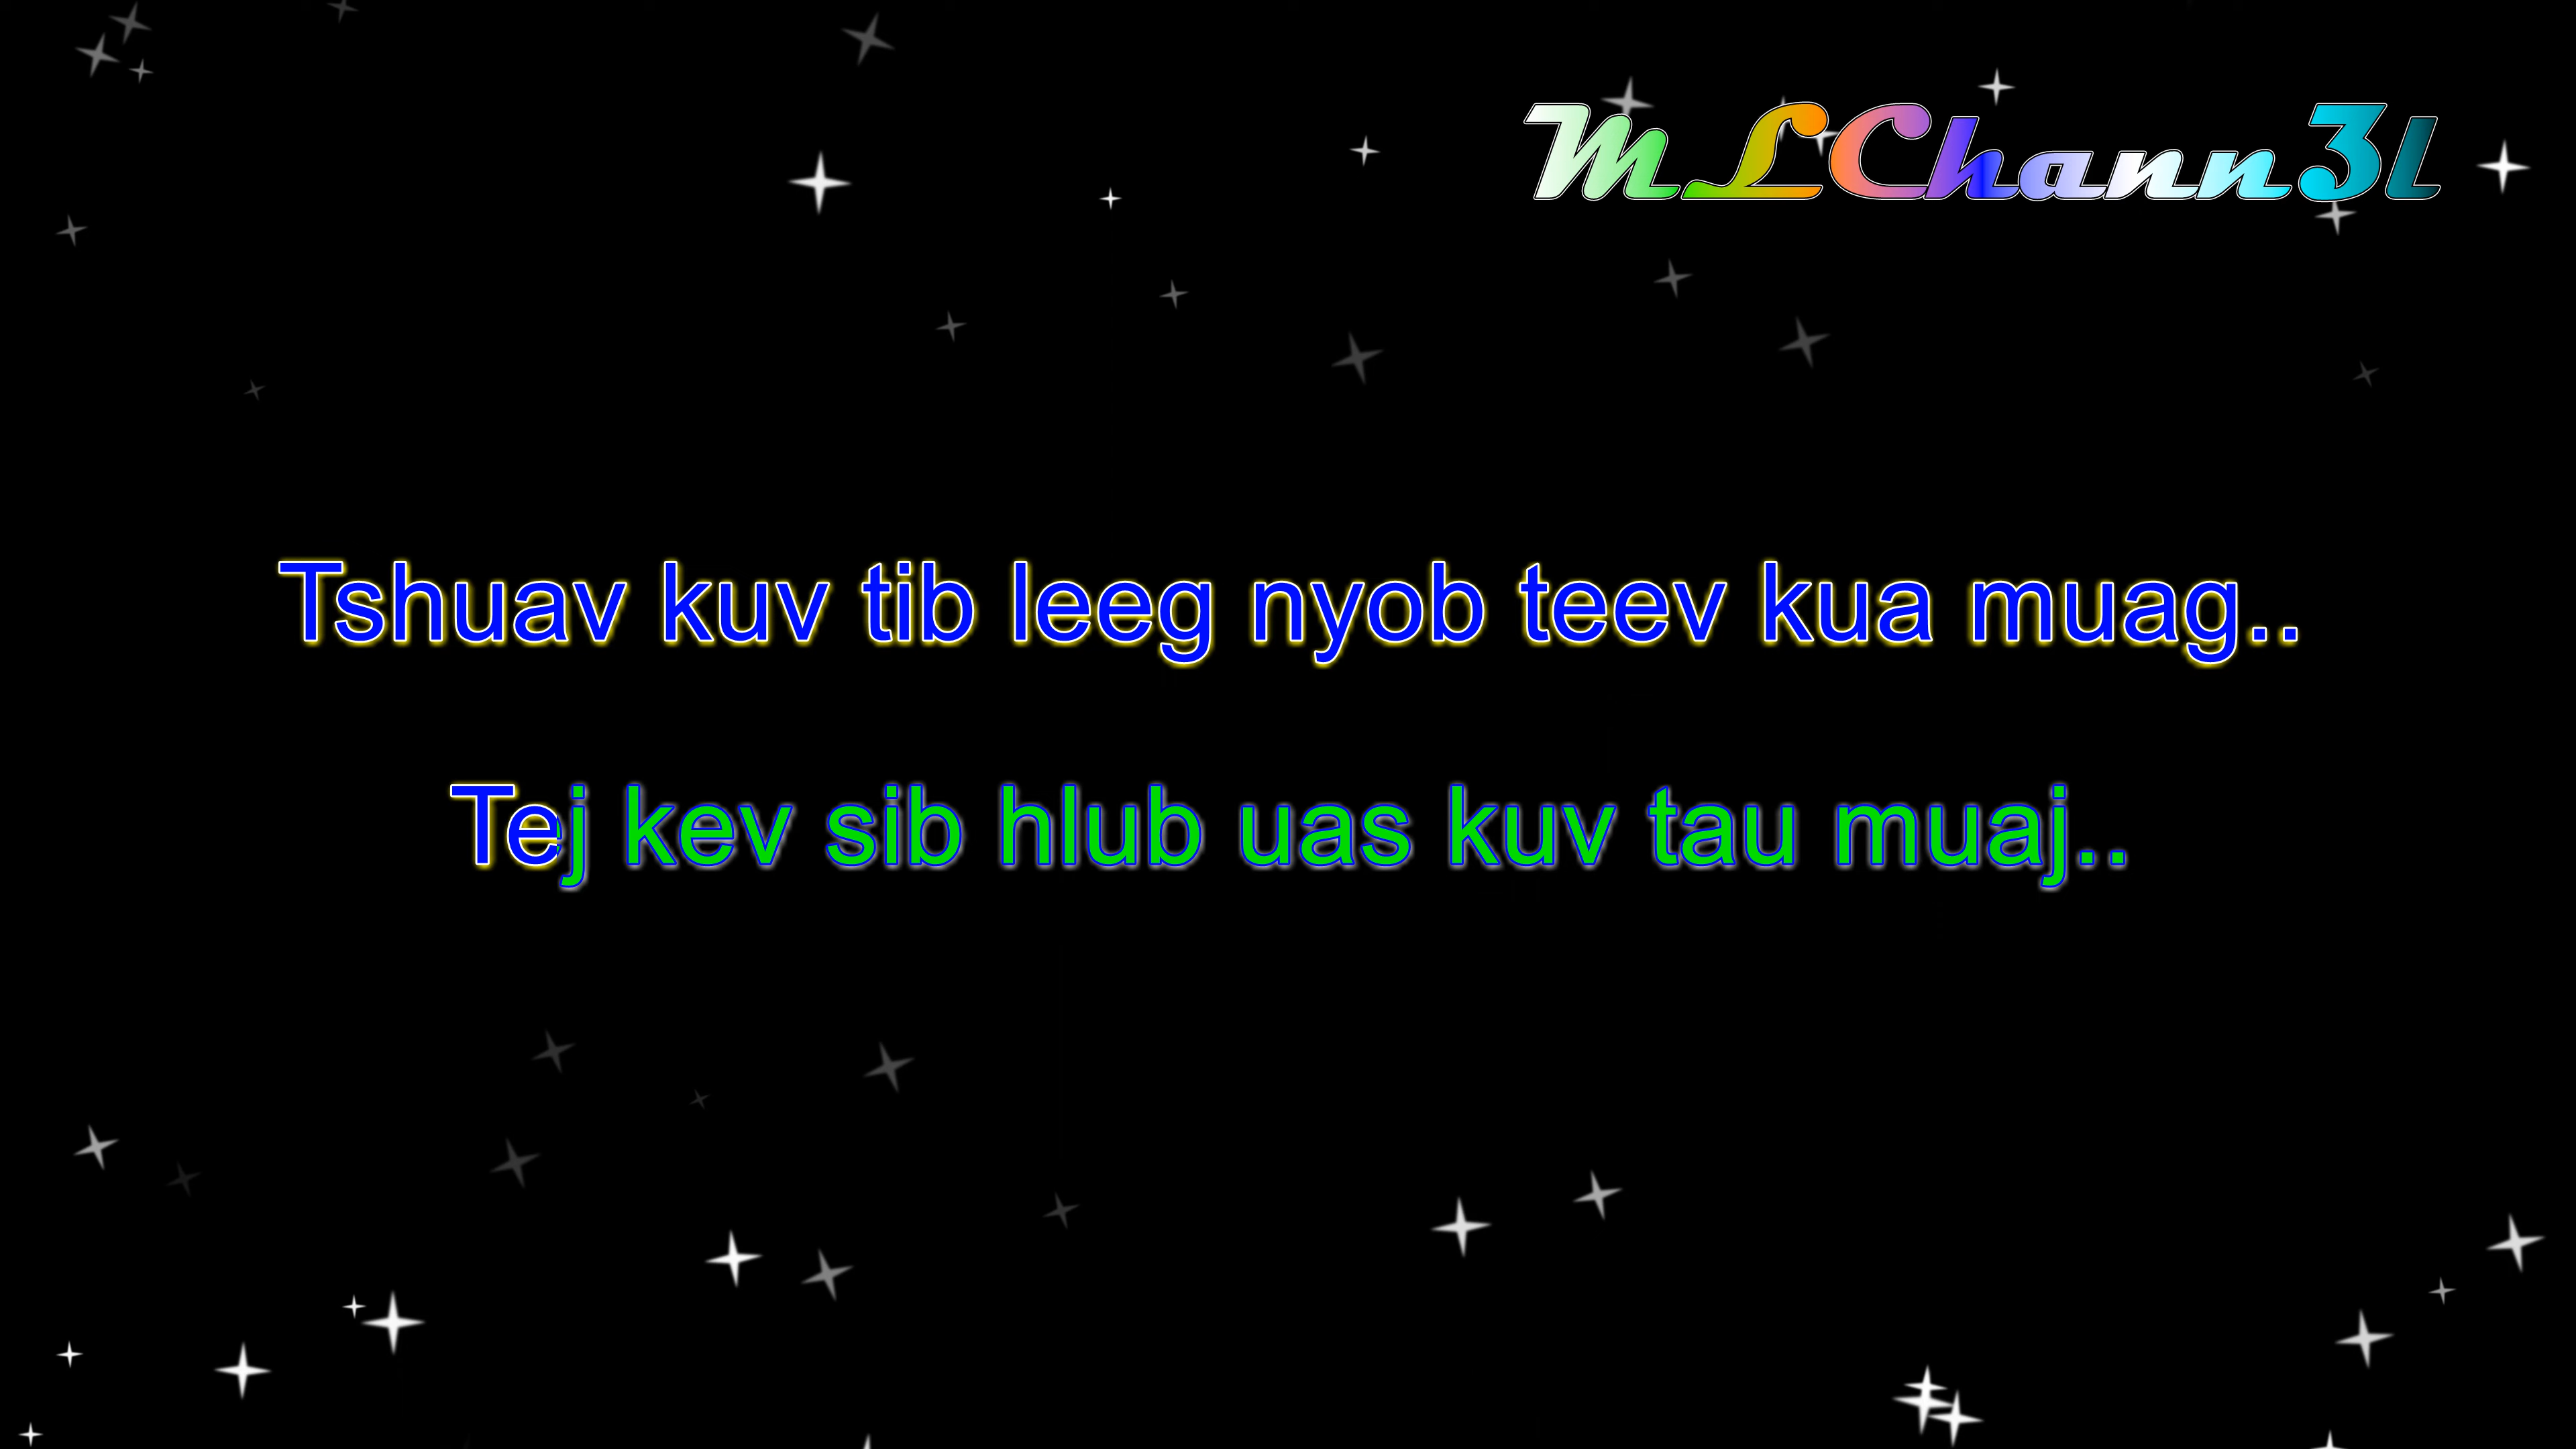 MLChann3l
Tshuav kuv tib leeg nyob teev kua muag..
Tej kev sib hlub uas kuv tau muaj..